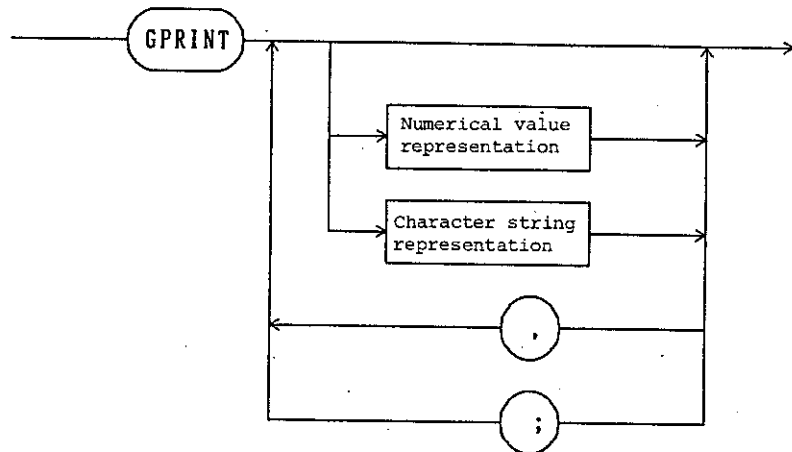 GPRINT
Numerical value
representation
Character string
representation
,
;